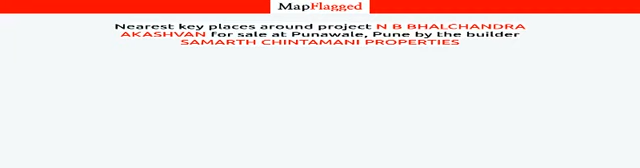 MapFlagged
Nearest key places around project N B BHALCHANDRA
AKASHVAN for sale at Punawale, Pune by the builder
SAMARTH CHINTAMANI PROPERTIES